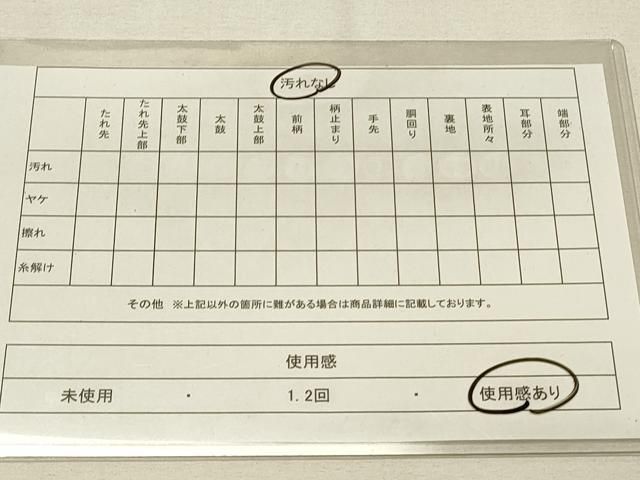 汚れなし
たれ先 たれ先上部 太鼓下部 太鼓 太鼓上部 前柄 柄止まり 手先 胴回り 裏地 表地所々 耳部分 端部分
汚れ
ヤケ
擦れ
糸解け
その他 ※上記以外の箇所に難がある場合は商品詳細に記載しております。
使用感
未使用 ・ 1.2回 ・ 使用感あり